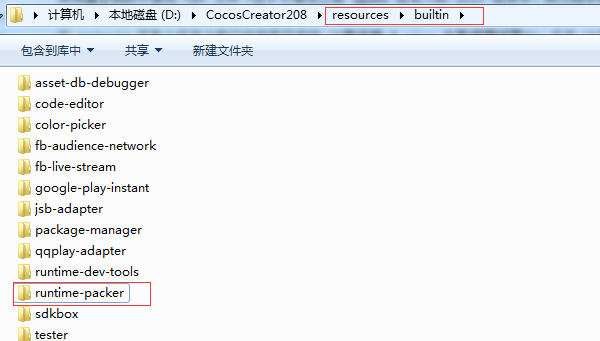 计算机 本地磁盘 (D:) CocosCreator208 resources builtin
包含到库中 共享 新建文件夹
asset-db-debugger
code-editor
color-picker
fb-audience-network
fb-live-stream
google-play-instant
jsb-adapter
package-manager
qqplay-adapter
runtime-dev-tools
runtime-packer
sdkbox
tester